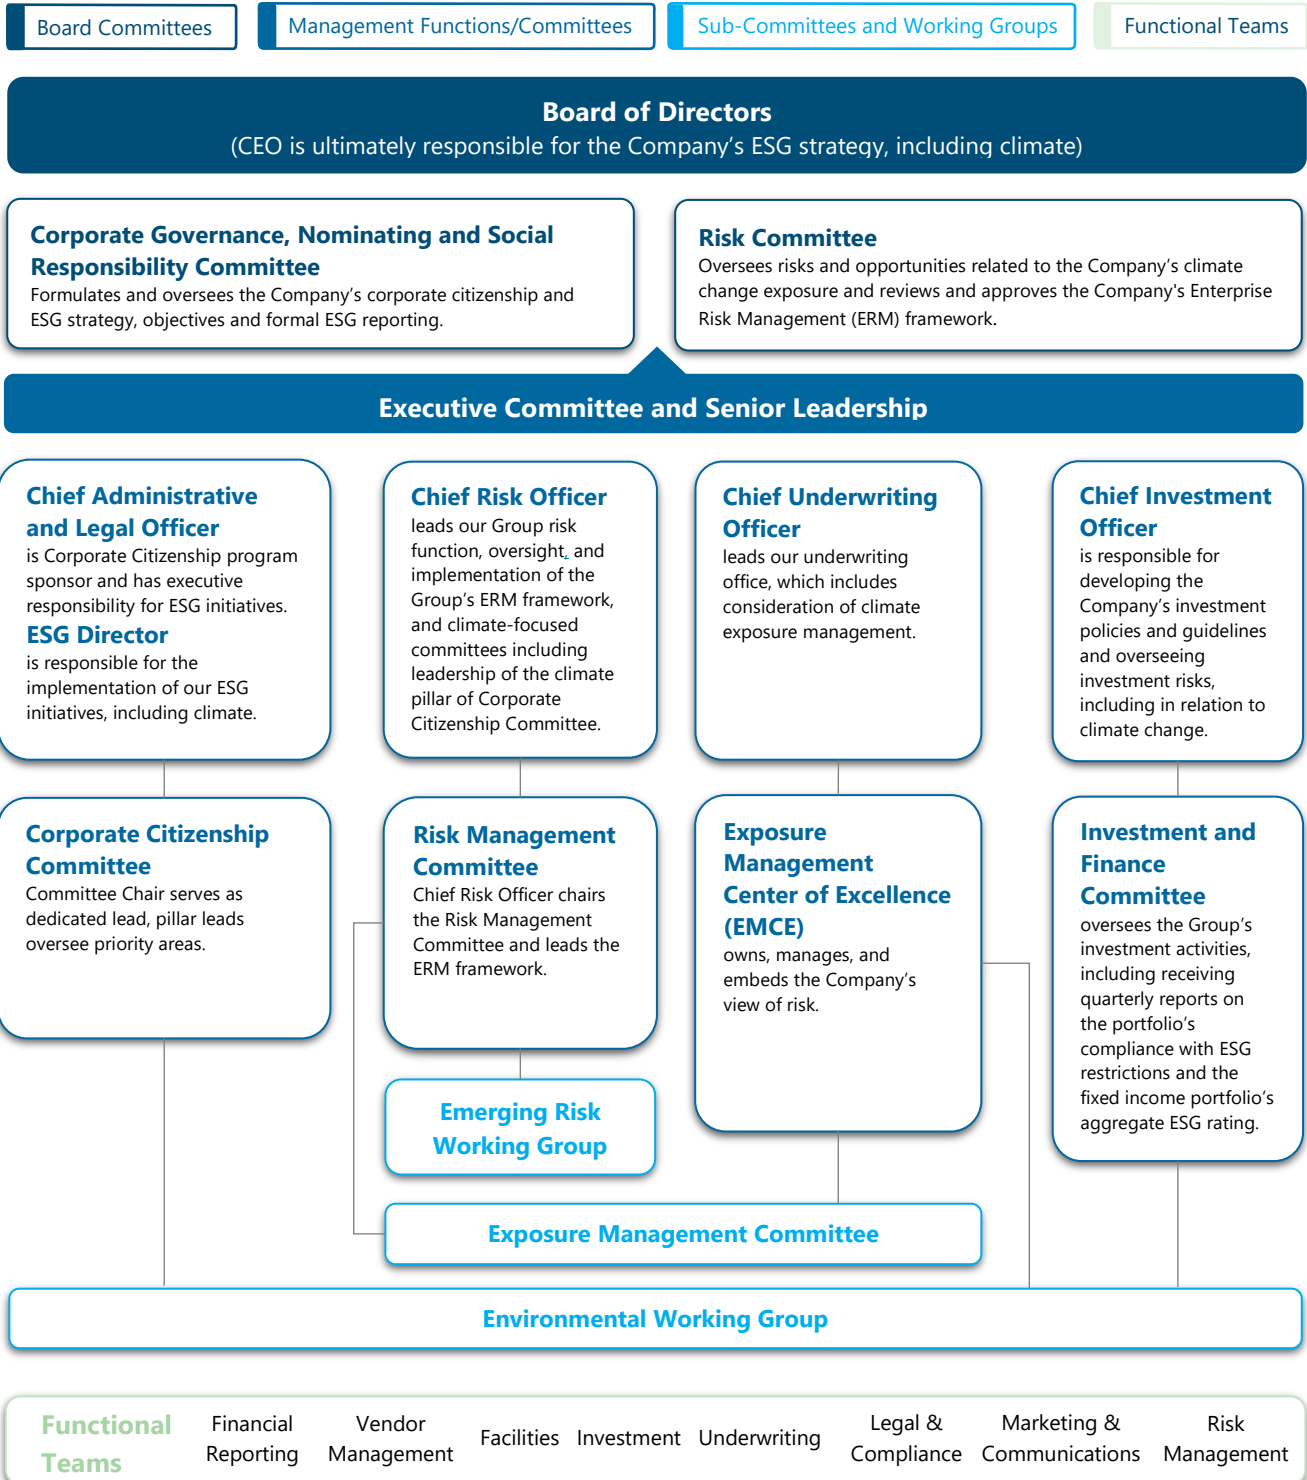 Board Committees
Management Functions/Committees
Sub-Committees and Working Groups
Functional Teams
Board of Directors
(CEO is ultimately responsible for the Company's ESG strategy, including climate)
Corporate Governance, Nominating and Social
Responsibility Committee
Formulates and oversees the Company's corporate citizenship and
ESG strategy, objectives and formal ESG reporting.
Risk Committee
Oversees risks and opportunities related to the Company's climate
change exposure and reviews and approves the Company's Enterprise
Risk Management (ERM) framework.
Executive Committee and Senior Leadership
Chief Administrative
and Legal Officer
is Corporate Citizenship program
sponsor and has executive
responsibility for ESG initiatives.
ESG Director
is responsible for the
implementation of our ESG
initiatives, including climate.
Chief Risk Officer
leads our Group risk
function, oversight, and
implementation of the
Group's ERM framework,
and climate-focused
committees including
leadership of the climate
pillar of Corporate
Citizenship Committee.
Chief Underwriting
Officer
leads our underwriting
office, which includes
consideration of climate
exposure management.
Chief Investment
Officer
is responsible for
developing the
Company's investment
policies and guidelines
and overseeing
investment risks,
including in relation to
climate change.
Corporate Citizenship
Committee
Committee Chair serves as
dedicated lead, pillar leads
oversee priority areas.
Risk Management
Committee
Chief Risk Officer chairs
the Risk Management
Committee and leads the
ERM framework.
Exposure
Management
Center of Excellence
(EMCE)
owns, manages, and
embeds the Company's
view of risk.
Investment and
Finance
Committee
oversees the Group's
investment activities,
including receiving
quarterly reports on
the portfolio's
compliance with ESG
restrictions and the
fixed income portfolio's
aggregate ESG rating.
Emerging Risk
Working Group
Exposure Management Committee
Environmental Working Group
Functional
Teams
Financial
Reporting
Vendor
Management
Facilities
Investment
Underwriting
Legal &
Compliance
Marketing &
Communications
Risk
Management